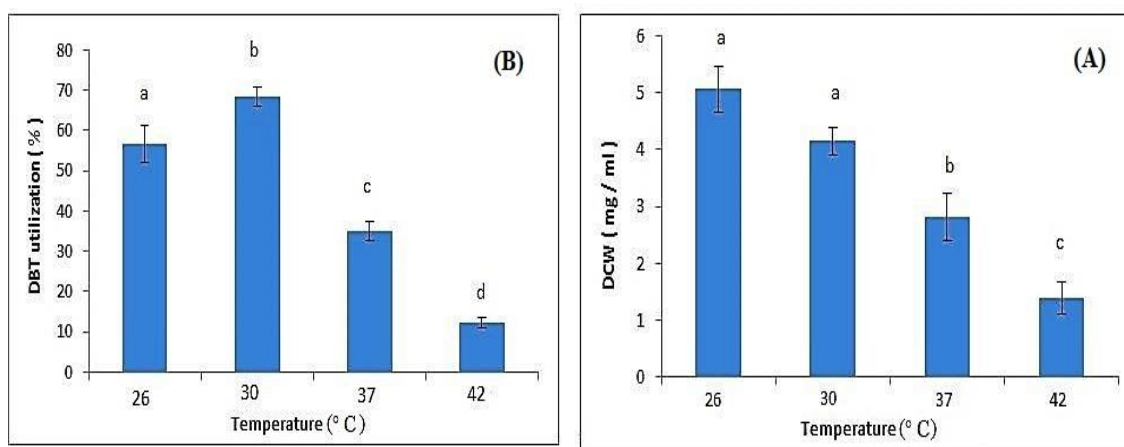 (B)
DBT utilization ( % )
80
70
60
50
40
30
20
10
0
a
b
c
d
26 30 37 42
Temperature (° C)
(A)
DCW ( mg / ml )
6
5
4
3
2
1
0
a
a
b
c
26 30 37 42
Temperature (° C)